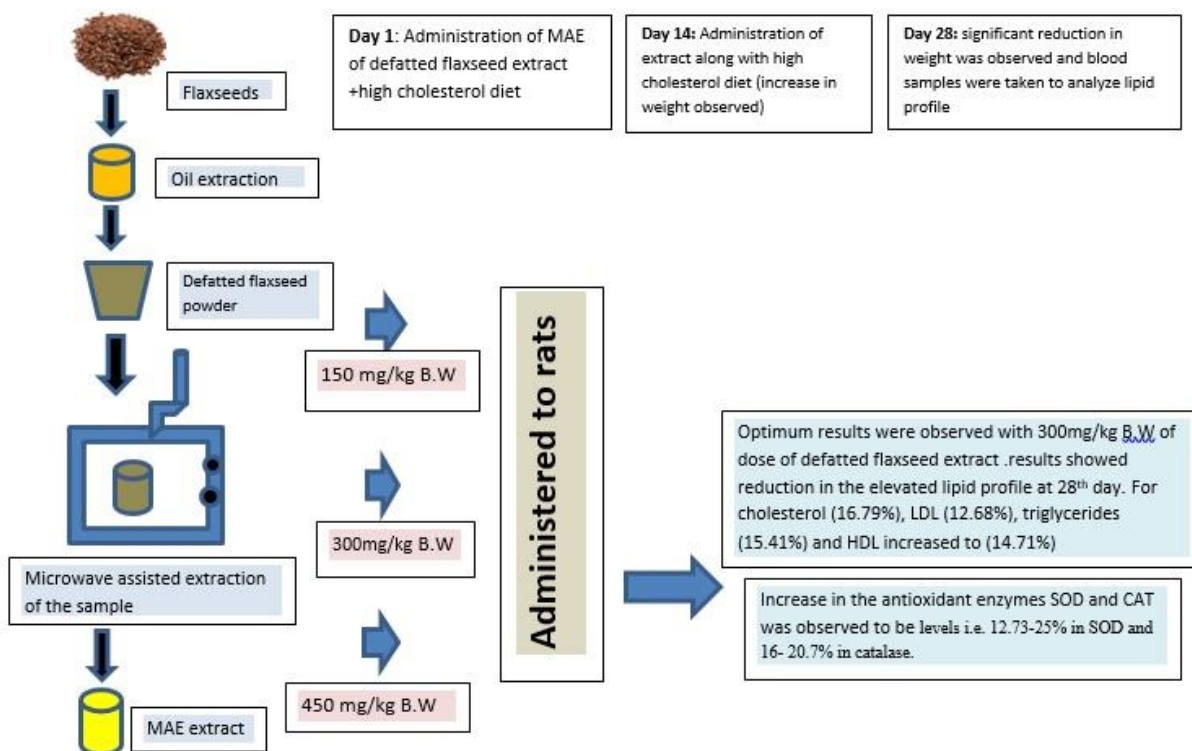 Flaxseeds
Oil extraction
Defatted flaxseed
powder
Microwave assisted extraction
of the sample
MAE extract
Day 1: Administration of MAE
of defatted flaxseed extract
+high cholesterol diet
Day 14: Administration of
extract along with high
cholesterol diet (increase in
weight observed)
Day 28: significant reduction in
weight was observed and blood
samples were taken to analyze lipid
profile
150 mg/kg B.W
300mg/kg B.W
450 mg/kg B.W
Administered to rats
Optimum results were observed with 300mg/kg B.W of
dose of defatted flaxseed extract .results showed
reduction in the elevated lipid profile at 28th day. For
cholesterol (16.79%), LDL (12.68%), triglycerides
(15.41%) and HDL increased to (14.71%)
Increase in the antioxidant enzymes SOD and CAT
was observed to be levels i.e. 12.73-25% in SOD and
16- 20.7% in catalase.